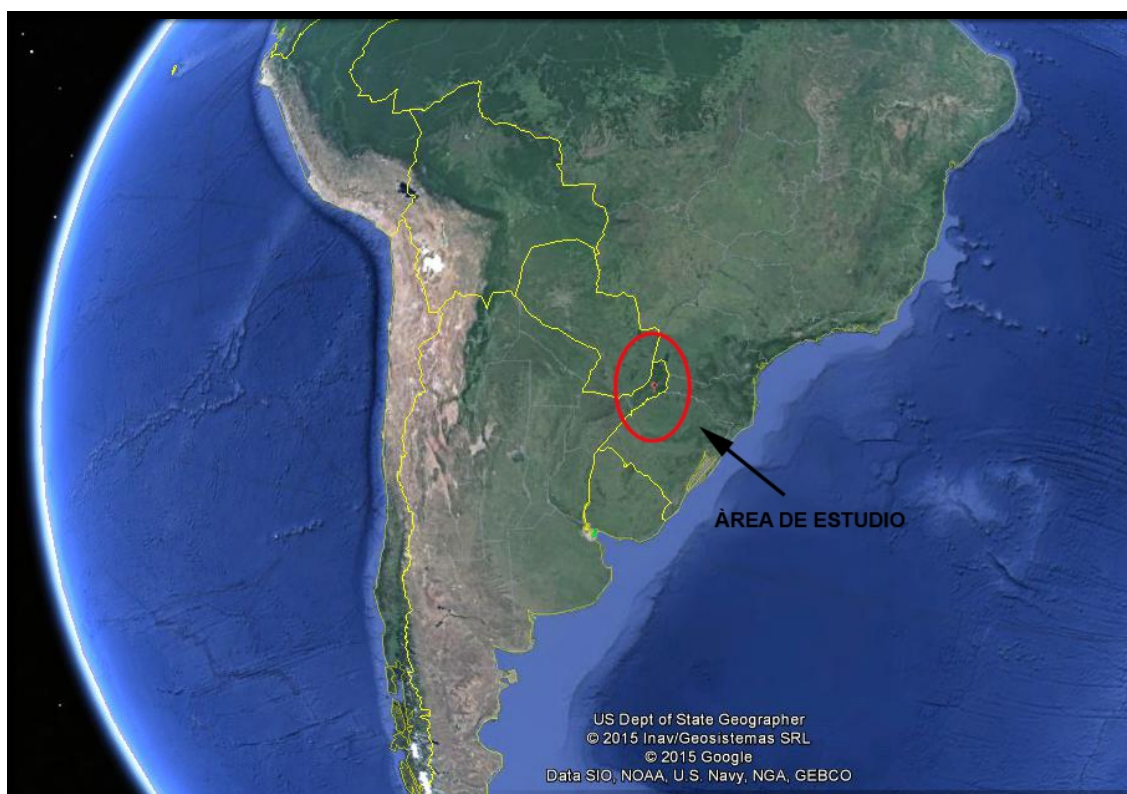 ÀREA DE ESTUDIO
US Dept of State Geographer
© 2015 Inav/Geosistemas SRL
© 2015 Google
Data SIO, NOAA, U.S. Navy, NGA, GEBCO